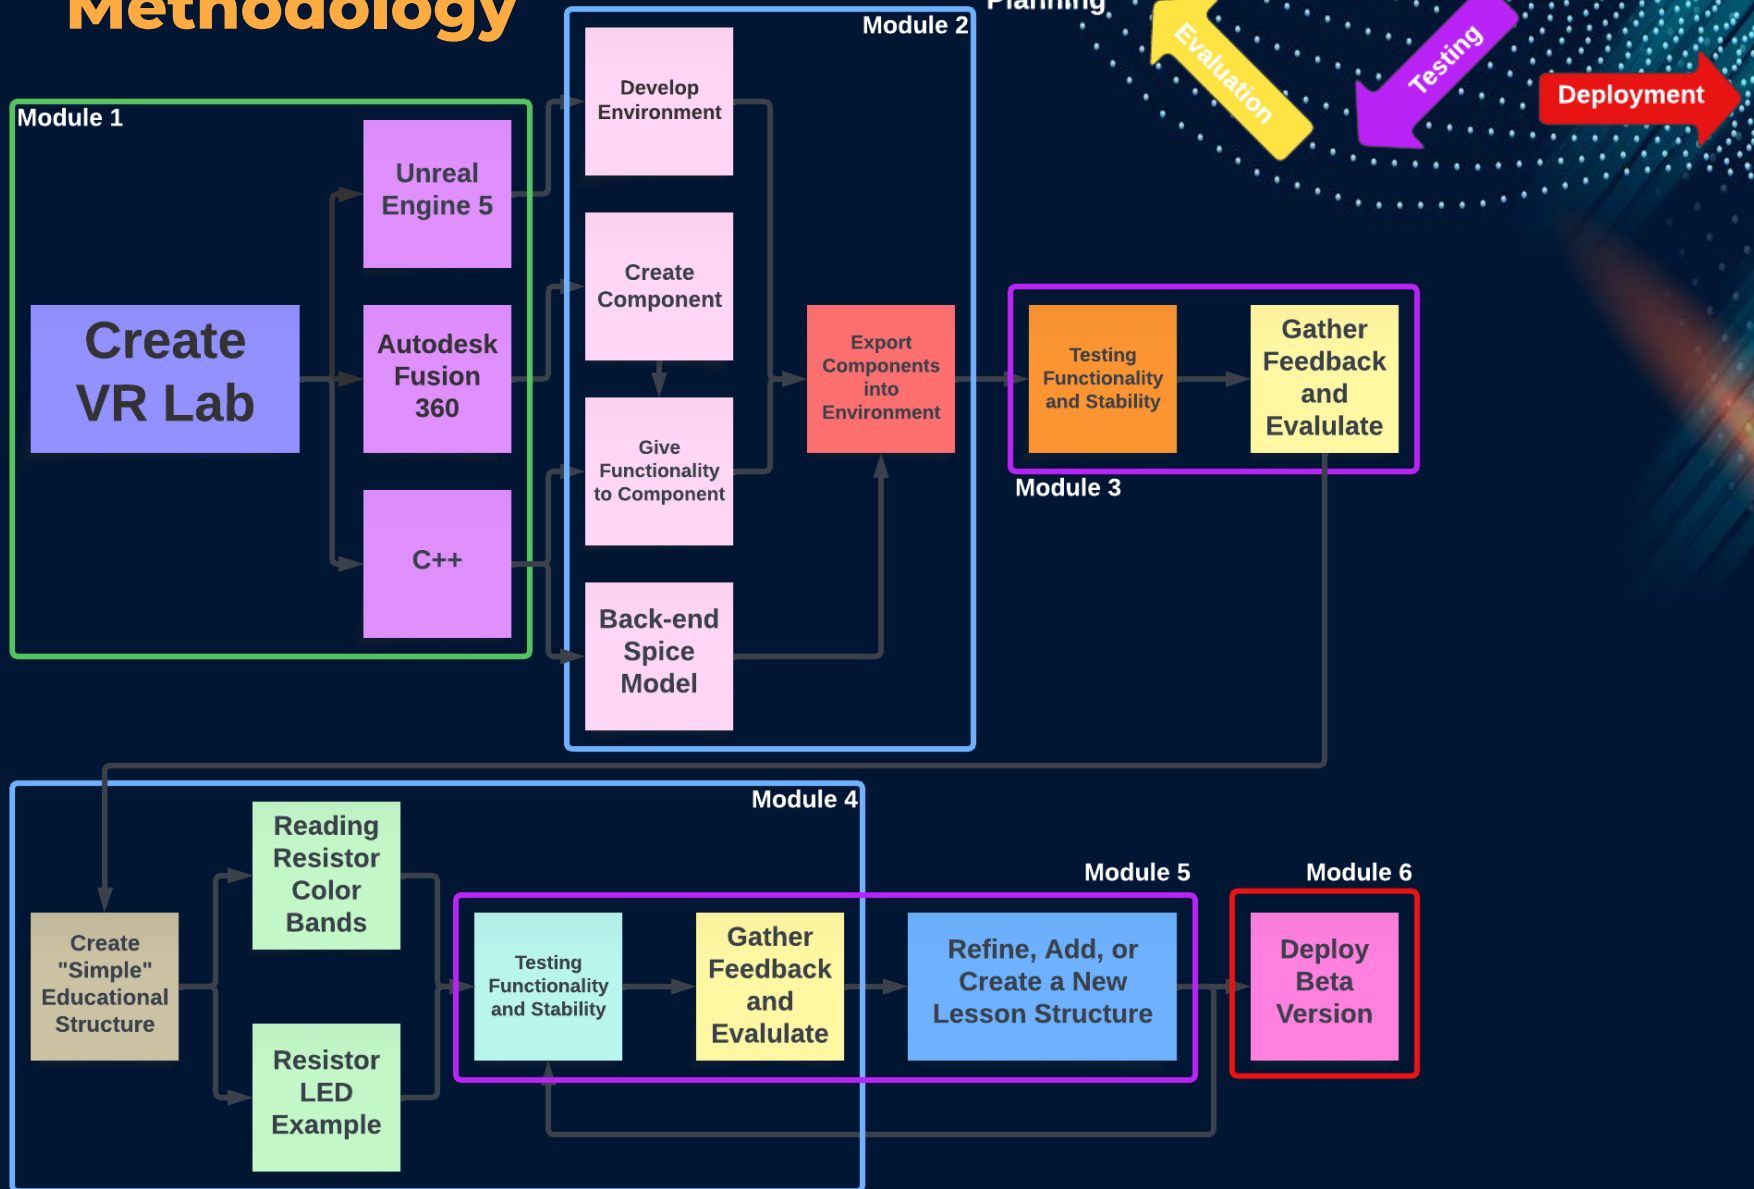 Methodology
Planning
Evaluation
Testing
Deployment
Module 1
Create
VR Lab
Unreal
Engine 5
Autodesk
Fusion
360
C++
Module 2
Develop
Environment
Create
Component
Give
Functionality
to Component
Back-end
Spice
Model
Export
Components
into
Environment
Testing
Functionality
and Stability
Gather
Feedback
and
Evalulate
Module 3
Module 4
Create
"Simple"
Educational
Structure
Reading
Resistor
Color
Bands
Resistor
LED
Example
Module 5
Testing
Functionality
and Stability
Gather
Feedback
and
Evalulate
Refine, Add, or
Create a New
Lesson Structure
Module 6
Deploy
Beta
Version